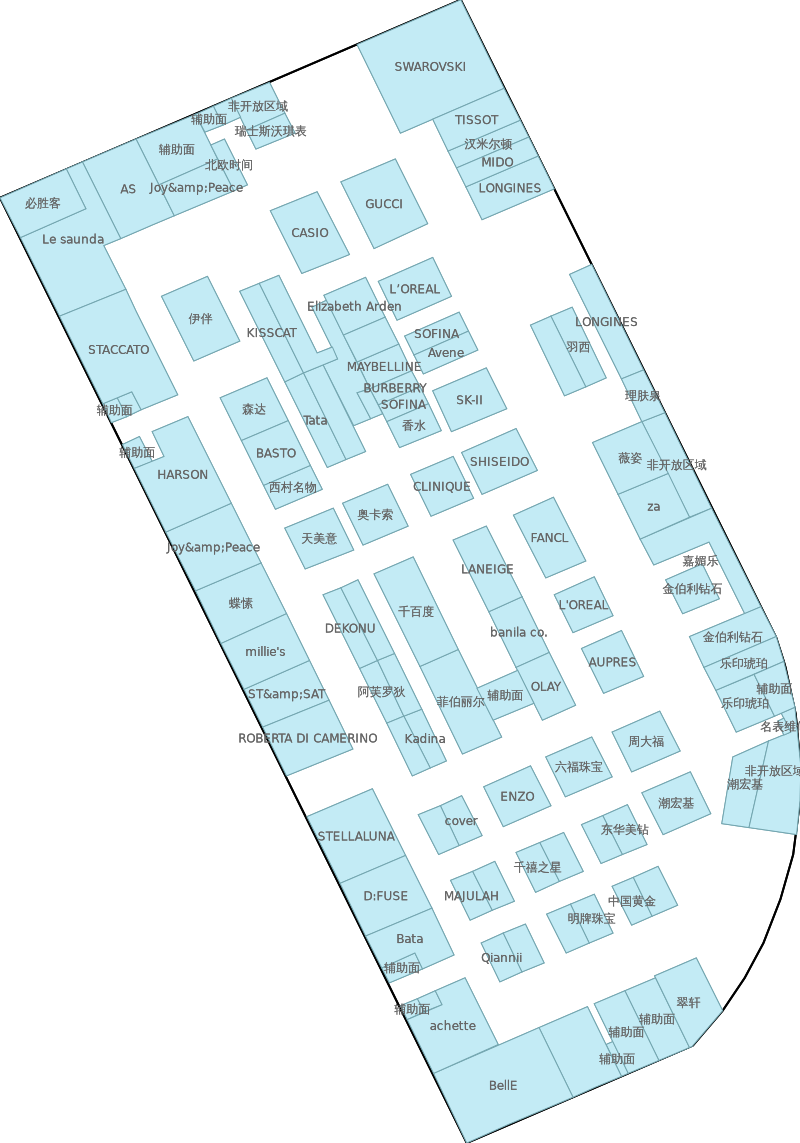 SWAROVSKI
非开放区域
辅助面
TISSOT
瑞士斯沃琪表
汉米尔顿
辅助面
MIDO
北欧时间
AS
Joy&amp;Peace
LONGINES
必胜客
GUCCI
CASIO
Le saunda
L’OREAL
Elizabeth Arden
伊伴
LONGINES
KISSCAT
SOFINA
羽西
STACCATO
Avene
MAYBELLINE
BURBERRY
理肤泉
SK-II
SOFINA
辅助面
森达
Tata
香水
辅助面
BASTO
薇姿
SHISEIDO
非开放区域
HARSON
西村名物
CLINIQUE
za
奥卡索
天美意
FANCL
Joy&amp;Peace
嘉媚乐
LANEIGE
金伯利钻石
蝶愫
L'OREAL
千百度
DEKONU
banila co.
金伯利钻石
millie's
AUPRES
乐印琥珀
OLAY
辅助面
ST&amp;SAT
阿芙罗狄
辅助面
菲伯丽尔
乐印琥珀
名表维
ROBERTA DI CAMERINO
Kadina
周大福
六福珠宝
非开放区域
潮宏基
ENZO
潮宏基
cover
东华美钻
STELLALUNA
千禧之星
D:FUSE
MAJULAH
中国黄金
明牌珠宝
Bata
Qiannii
辅助面
翠轩
辅助面
辅助面
achette
辅助面
辅助面
BellE